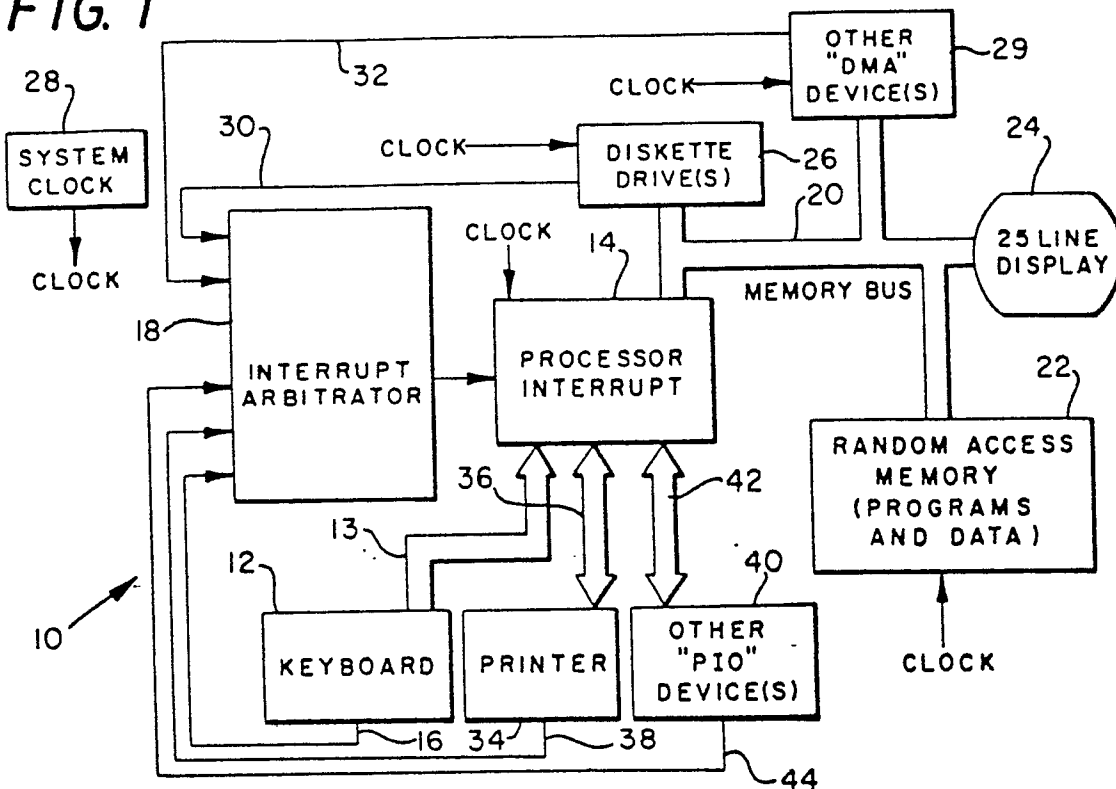 FIG. 1
32
OTHER
"DMA"
DEVICE(S)
29
CLOCK
28
SYSTEM
CLOCK
CLOCK
30
CLOCK
DISKETTE
DRIVE(S)
26
24
20
25 LINE
DISPLAY
CLOCK
14
MEMORY BUS
18
INTERRUPT
ARBITRATOR
PROCESSOR
INTERRUPT
22
RANDOM ACCESS
MEMORY
(PROGRAMS
AND DATA)
CLOCK
36
42
13
12
40
10
KEYBOARD
PRINTER
OTHER
"PIO"
DEVICE(S)
16
34
38
44